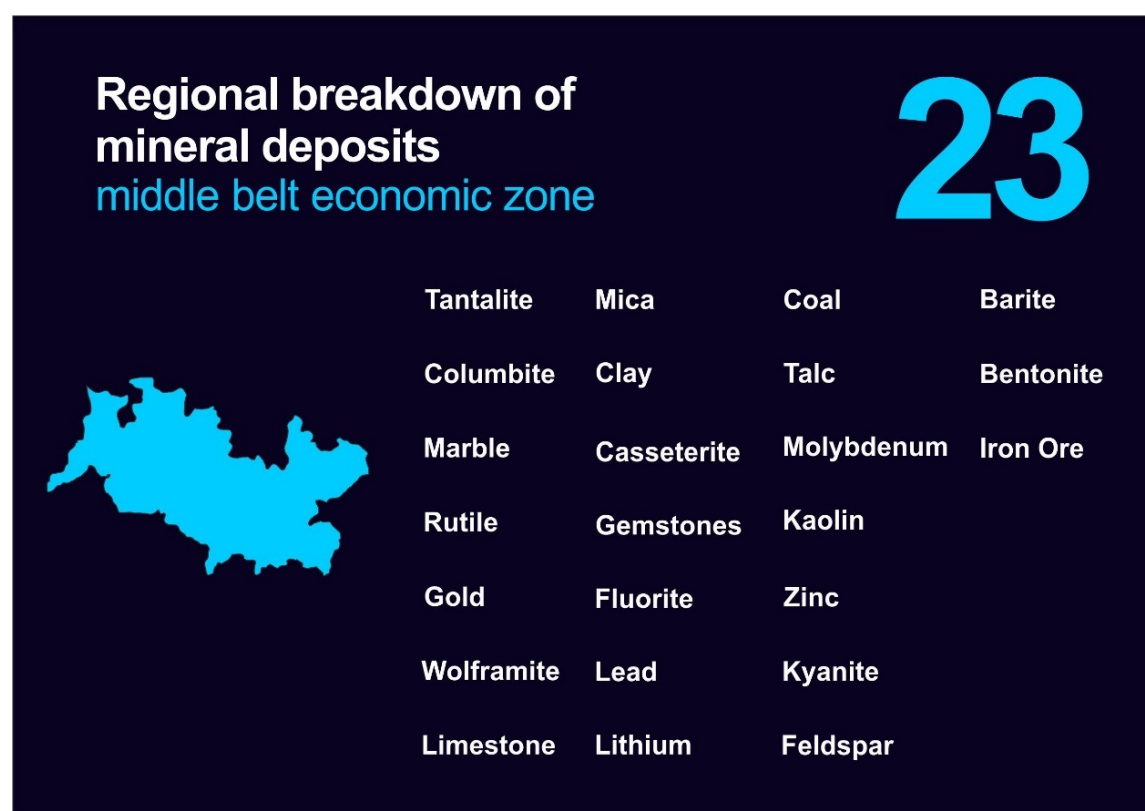 Regional breakdown of
mineral deposits
middle belt economic zone
23
Tantalite
Columbite
Marble
Rutile
Gold
Wolframite
Limestone
Mica
Clay
Casseterite
Gemstones
Fluorite
Lead
Lithium
Coal
Talc
Molybdenum
Kaolin
Zinc
Kyanite
Feldspar
Barite
Bentonite
Iron Ore